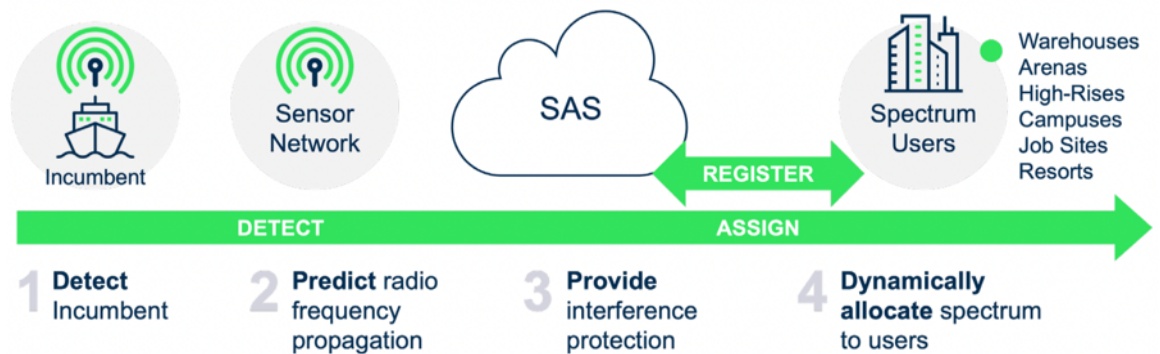 Incumbent
Sensor
Network
SAS
Spectrum
Users
Warehouses
Arenas
High-Rises
Campuses
Job Sites
Resorts
REGISTER
DETECT
ASSIGN
1 Detect
Incumbent
2 Predict radio
frequency
propagation
3 Provide
interference
protection
4 Dynamically
allocate spectrum
to users